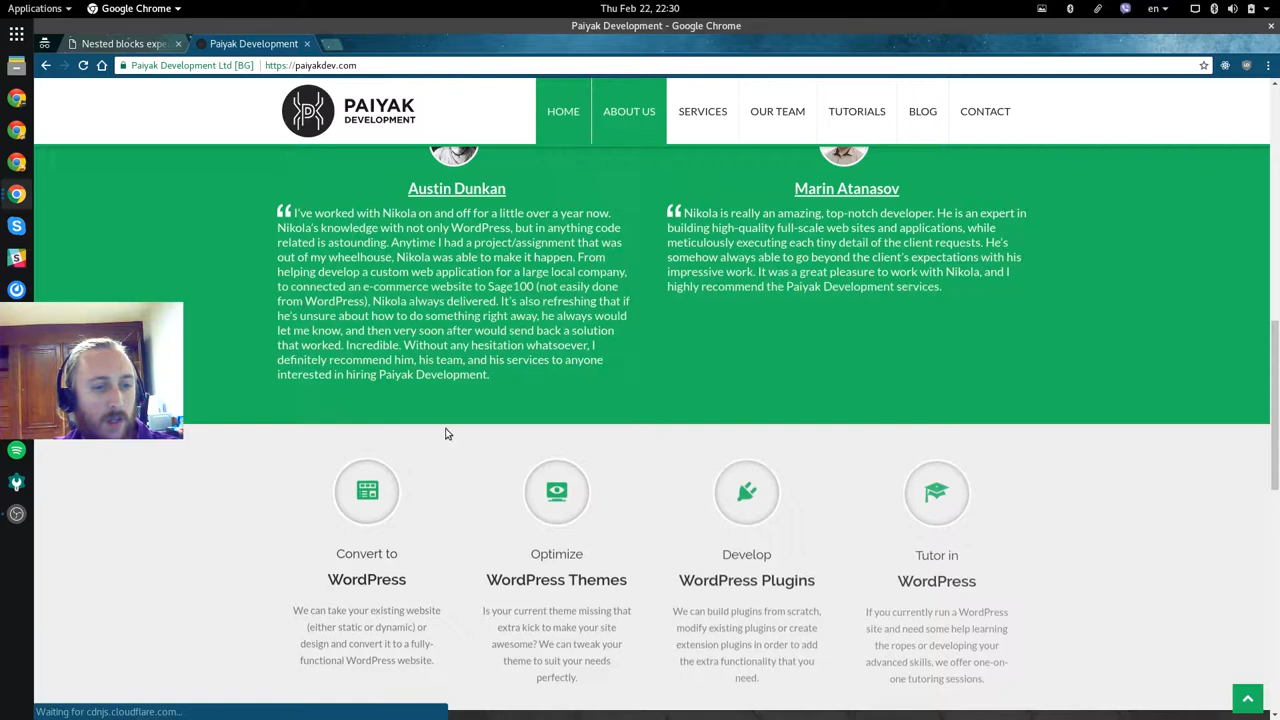 Applications
Google Chrome
Thu Feb 22, 22:30
en
Paiyak Development - Google Chrome
Nested blocks expe
Paiyak Development
Paiyak Development Ltd [BG]
https://paiyakdev.com
PAIYAK
DEVELOPMENT
HOME
ABOUT US
SERVICES
OUR TEAM
TUTORIALS
BLOG
CONTACT
Austin Dunkan
I've worked with Nikola on and off for a little over a year now.
Nikola's knowledge with not only WordPress, but in anything code
related is astounding. Anytime I had a project/assignment that was
out of my wheelhouse, Nikola was able to make it happen. From
helping develop a custom web application for a large local company,
to connected an e-commerce website to Sage100 (not easily done
from WordPress), Nikola always delivered. It's also refreshing that if
he's unsure about how to do something right away, he always would
let me know, and then very soon after would send back a solution
that worked. Incredible. Without any hesitation whatsoever, I
definitely recommend him, his team, and his services to anyone
interested in hiring Paiyak Development.
Marin Atanasov
Nikola is really an amazing, top-notch developer. He is an expert in
building high-quality full-scale web sites and applications, while
meticulously executing each tiny detail of the client requests. He's
somehow always able to go beyond the client's expectations with his
impressive work. It was a great pleasure to work with Nikola, and I
highly recommend the Paiyak Development services.
Convert to
WordPress
We can take your existing website
(either static or dynamic) or
design and convert it to a fully-
functional WordPress website.
Optimize
WordPress Themes
Is your current theme missing that
extra kick to make your site
awesome? We can tweak your
theme to suit your needs
perfectly.
Develop
WordPress Plugins
We can build plugins from scratch,
modify existing plugins or create
extension plugins in order to add
the extra functionality that you
need.
Tutor in
WordPress
If you currently run a WordPress
site and need some help learning
the ropes or developing your
advanced skills, we offer one-on-
one tutoring sessions.
Waiting for cdnjs.cloudflare.com...